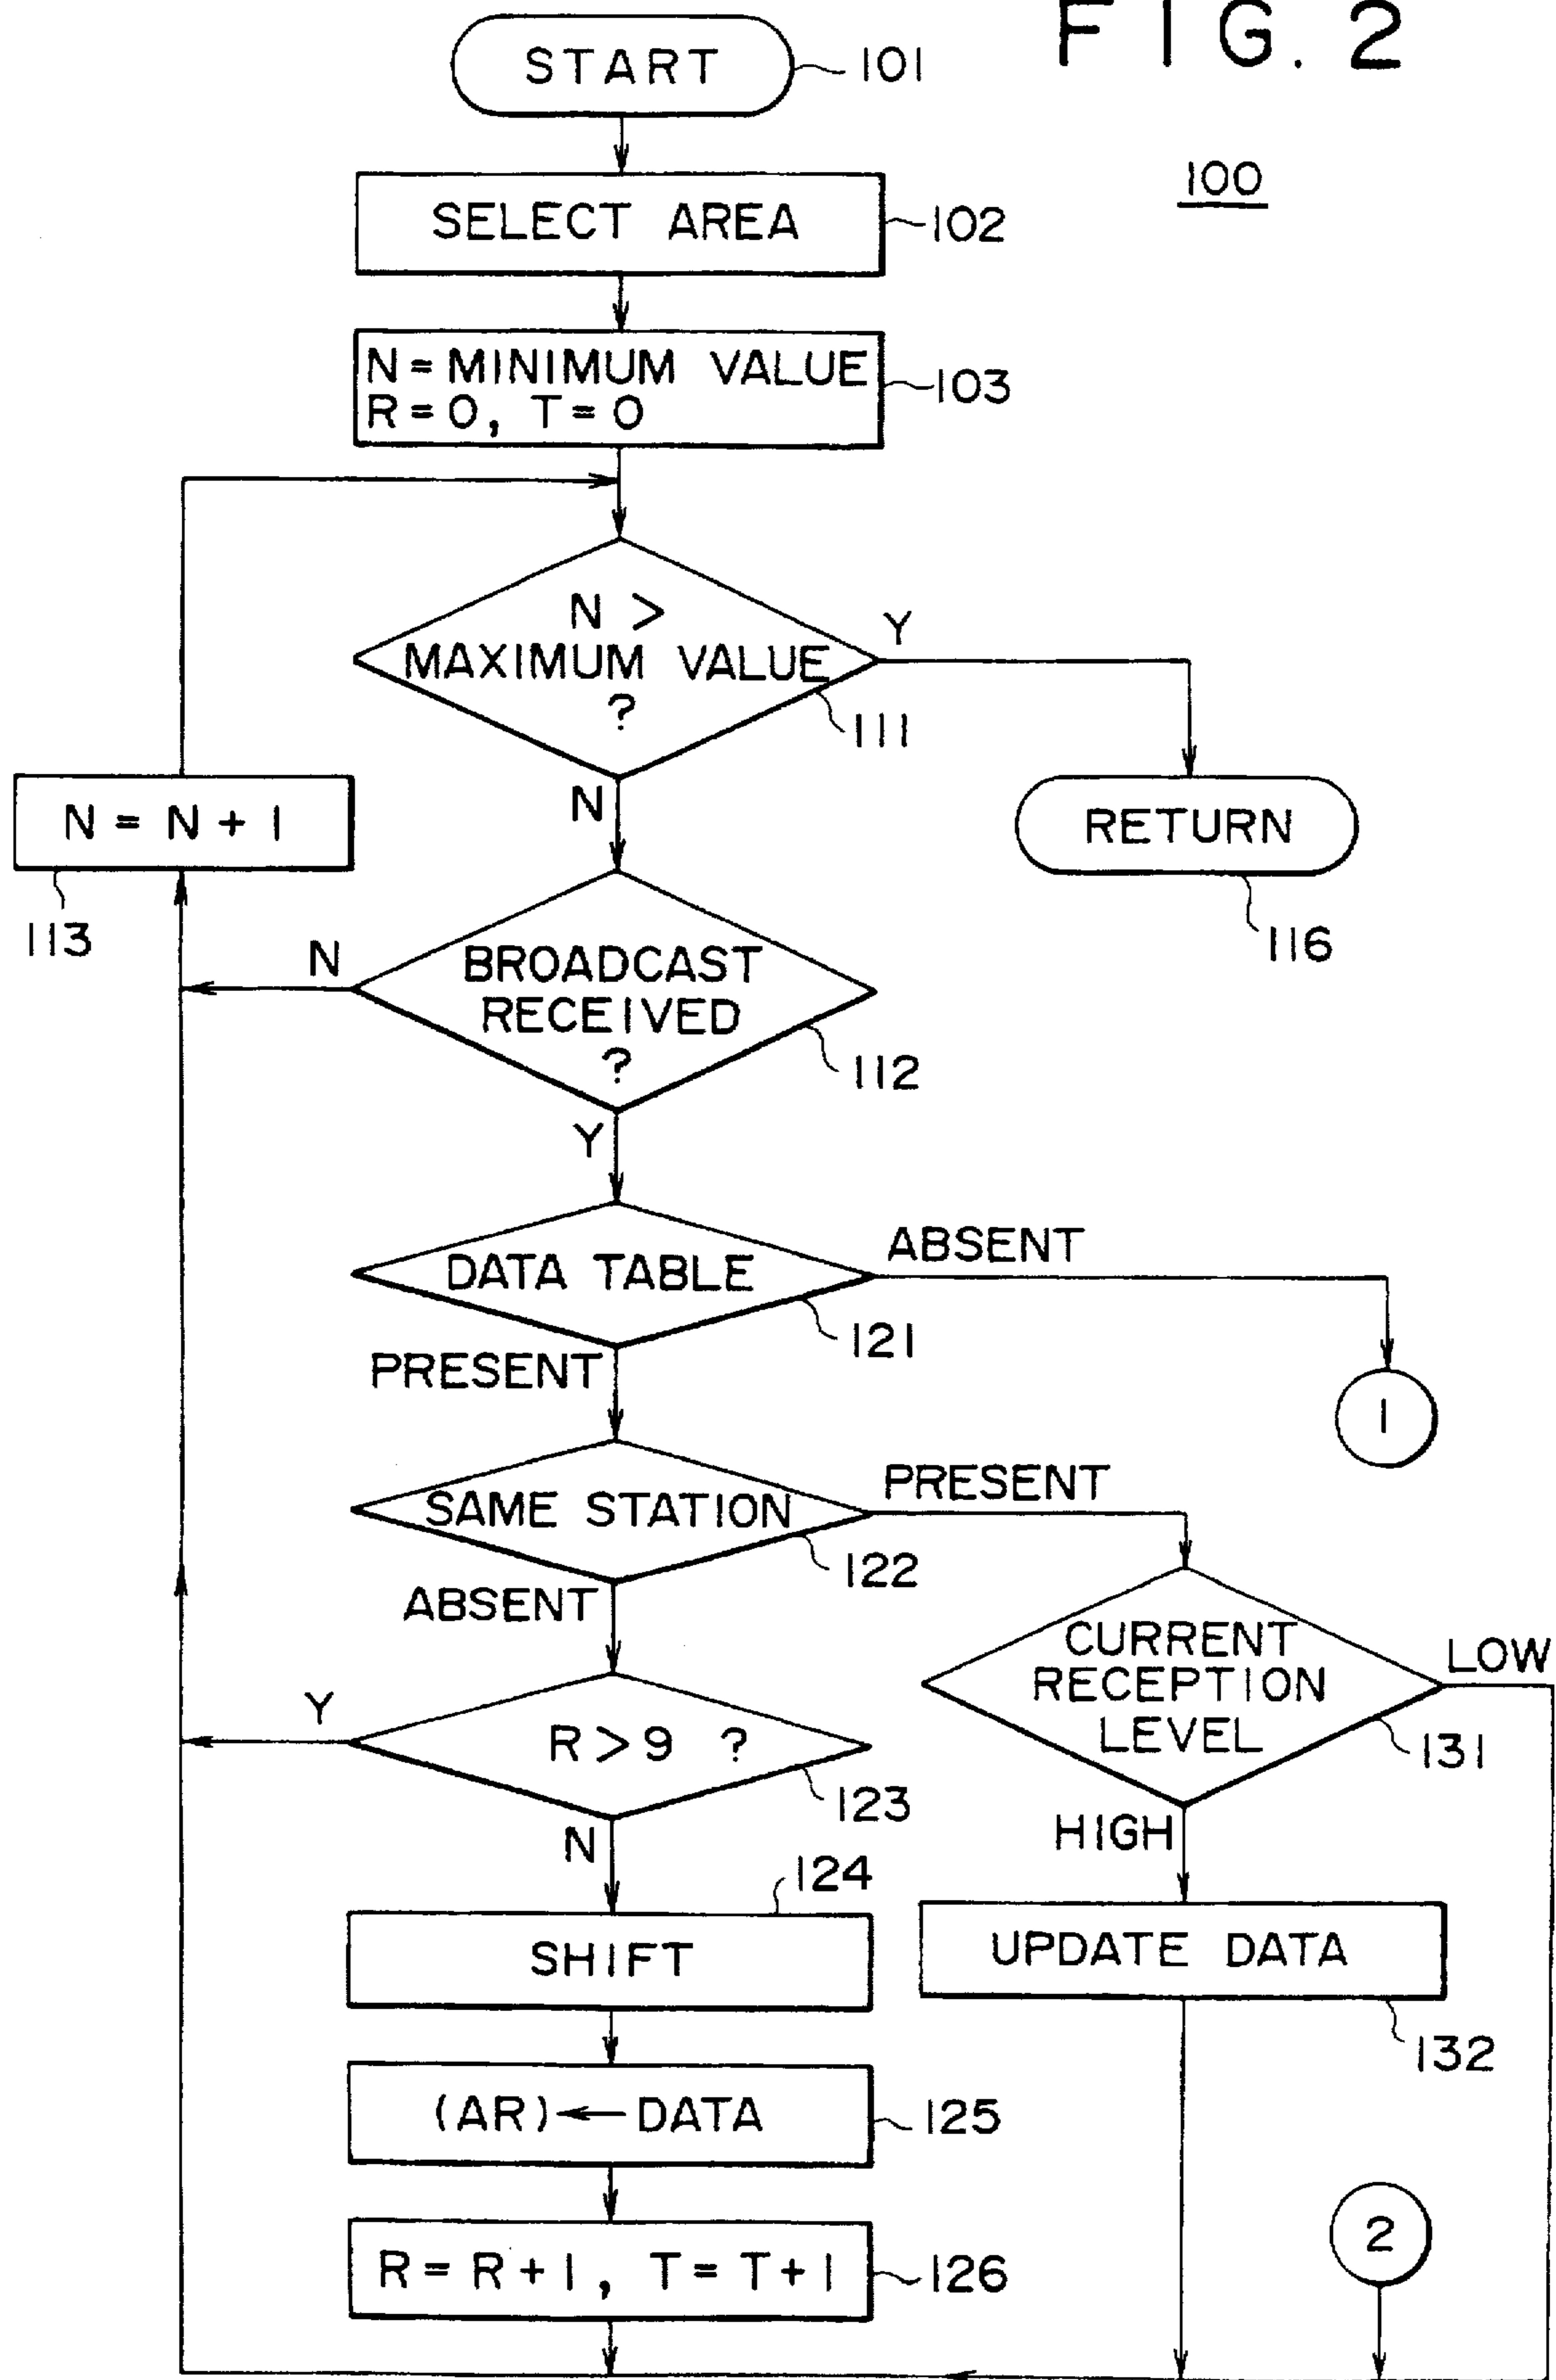 FIG. 2
START
101
100
SELECT AREA
102
N = MINIMUM VALUE
R = 0, T = 0
103
N >
MAXIMUM VALUE
?
Y
111
N
N = N + 1
113
RETURN
116
BROADCAST
RECEIVED
?
N
112
Y
DATA TABLE
ABSENT
121
PRESENT
1
SAME STATION
PRESENT
122
ABSENT
CURRENT
RECEPTION
LEVEL
LOW
131
R > 9 ?
Y
123
N
HIGH
124
SHIFT
UPDATE DATA
132
(AR) ← DATA
125
2
R = R + 1, T = T + 1
126